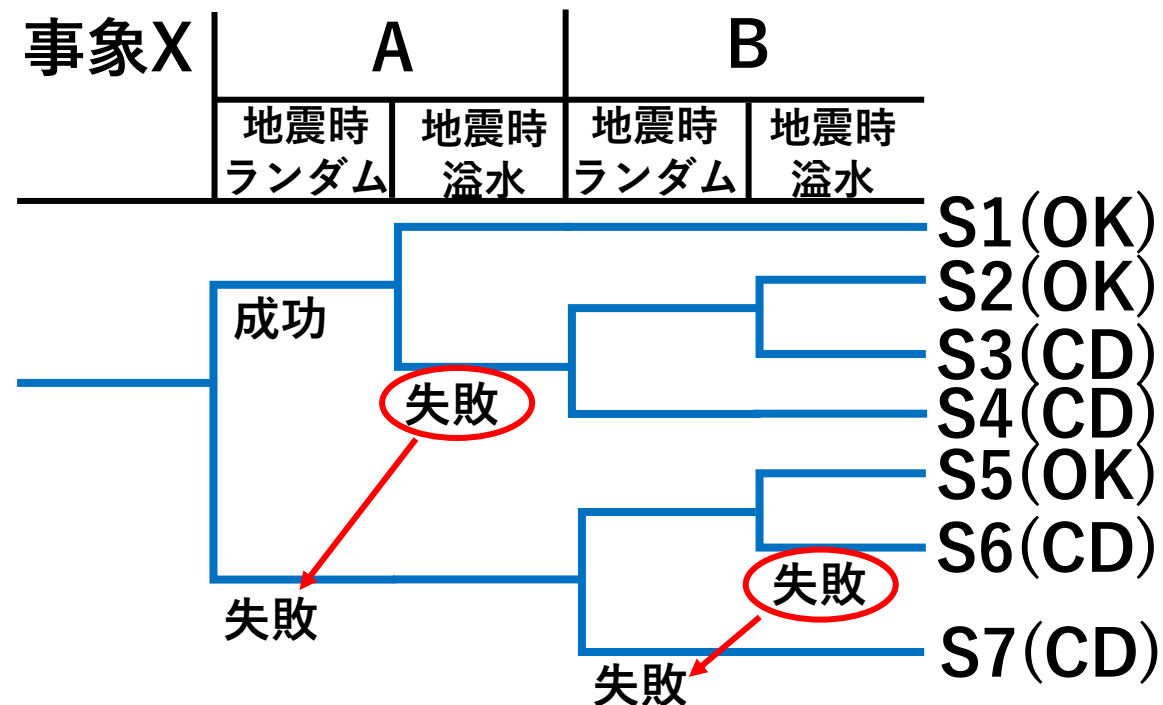 事象X
A
B
地震時
ランダム
地震時
溢水
地震時
ランダム
地震時
溢水
S1(OK)
S2(OK)
成功
S3(CD)
失敗
S4(CD)
S5(OK)
S6(CD)
失敗
失敗
S7(CD)
失敗